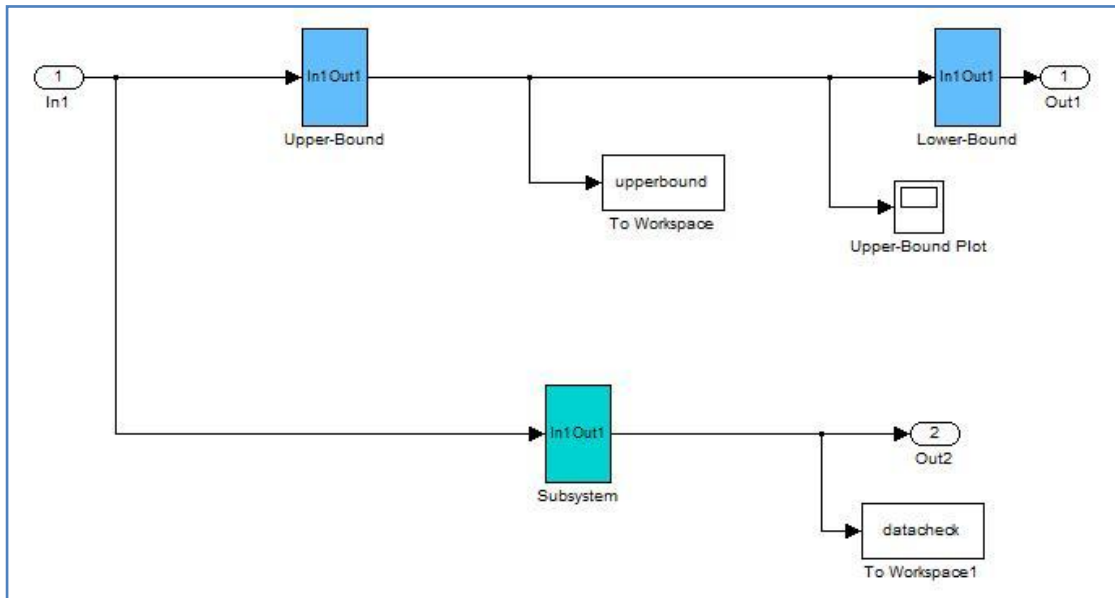 1
In1
In1 Out1
Upper-Bound
In1 Out1
Lower-Bound
1
Out1
upperbound
To Workspace
Upper-Bound Plot
In1 Out1
Subsystem
2
Out2
datacheck
To Workspace1